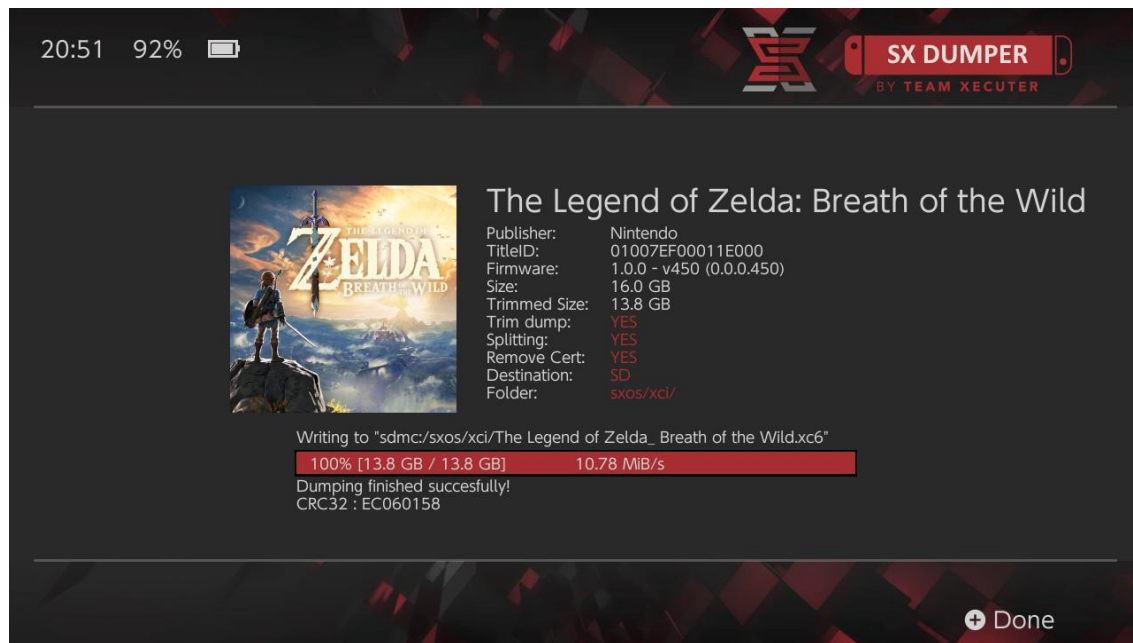 20:51 92%
SX DUMPER
BY TEAM XECUTER
THE LEGEND OF
ZELDA
BREATH OF THE WILD
The Legend of Zelda: Breath of the Wild
Publisher: Nintendo
TitleID: 01007EF00011E000
Firmware: 1.0.0 - v450 (0.0.0.450)
Size: 16.0 GB
Trimmed Size: 13.8 GB
Trim dump: YES
Splitting: YES
Remove Cert: YES
Destination: SD
Folder: sxos/xci/
Writing to "sdmc:/sxos/xci/The Legend of Zelda_ Breath of the Wild.xc6"
100% [13.8 GB / 13.8 GB] 10.78 MiB/s
Dumping finished succesfully!
CRC32 : EC060158
Done